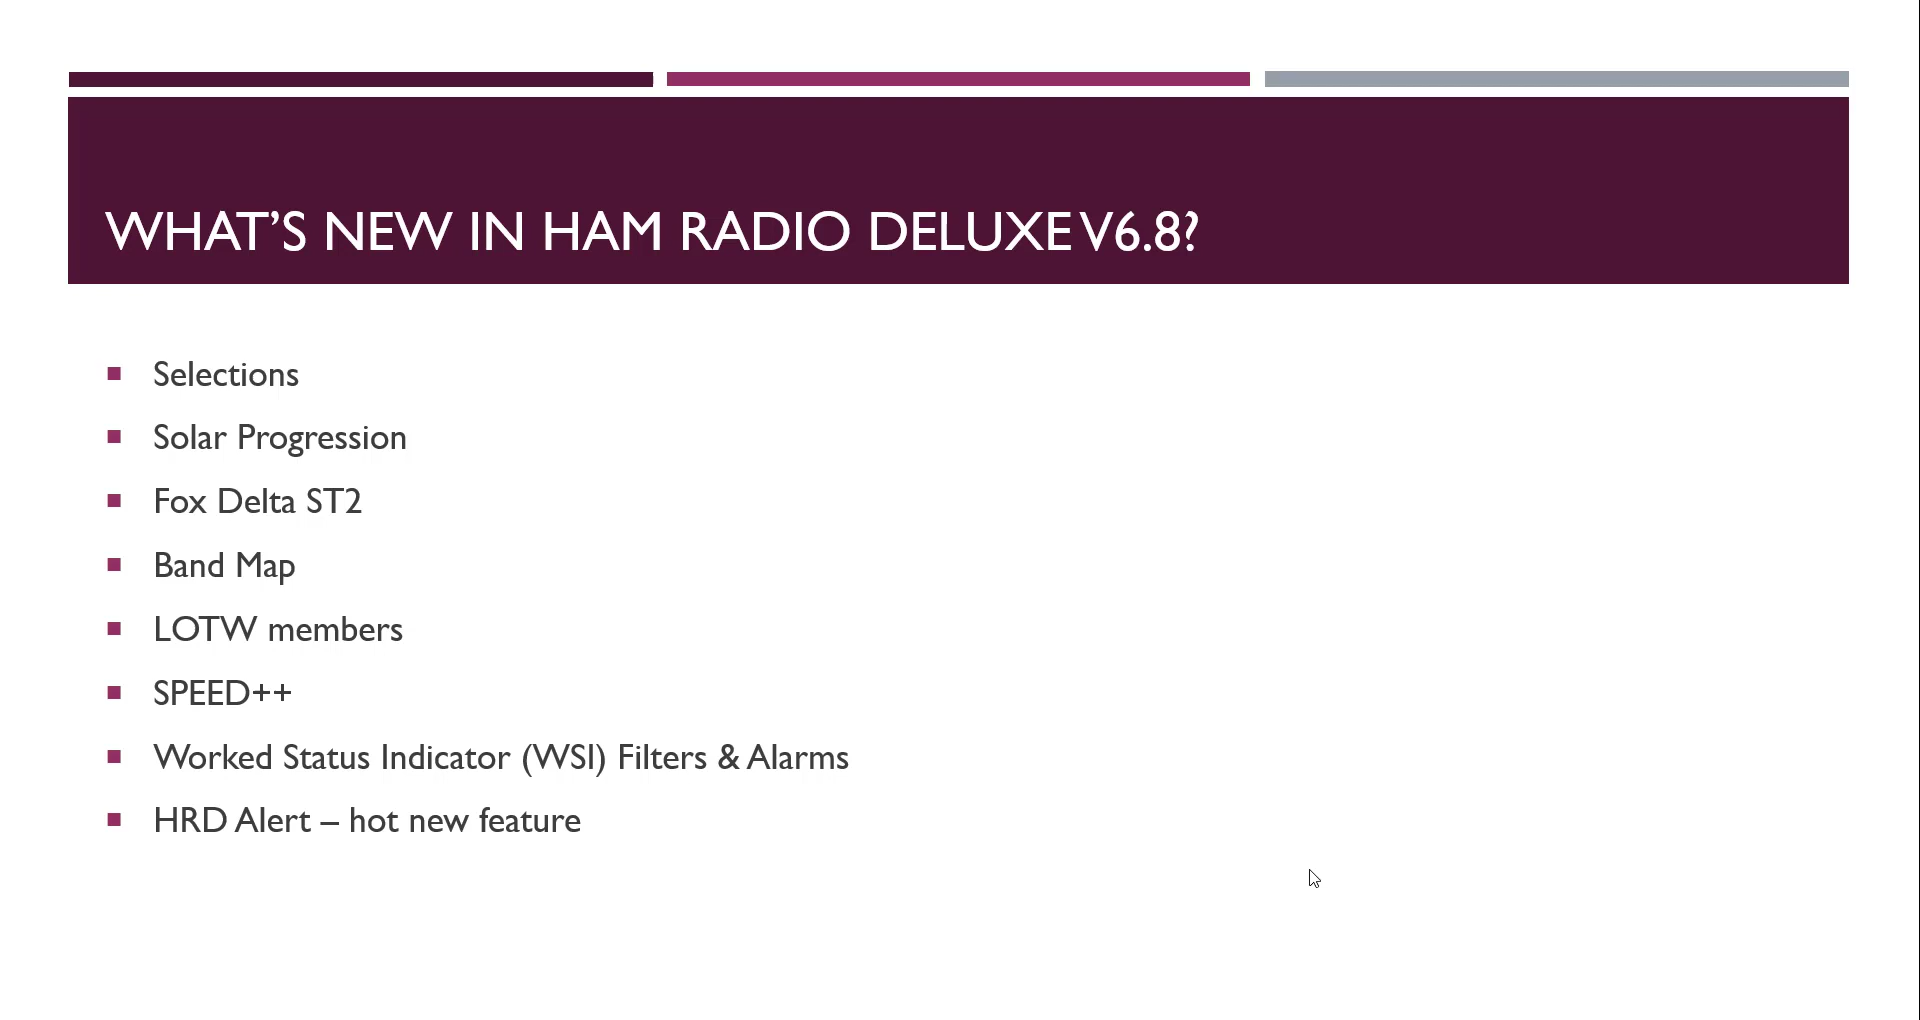 WHAT’S NEW IN HAM RADIO DELUXE V6.8?
Selections
Solar Progression
Fox Delta ST2
Band Map
LOTW members
SPEED++
Worked Status Indicator (WSI) Filters & Alarms
HRD Alert – hot new feature